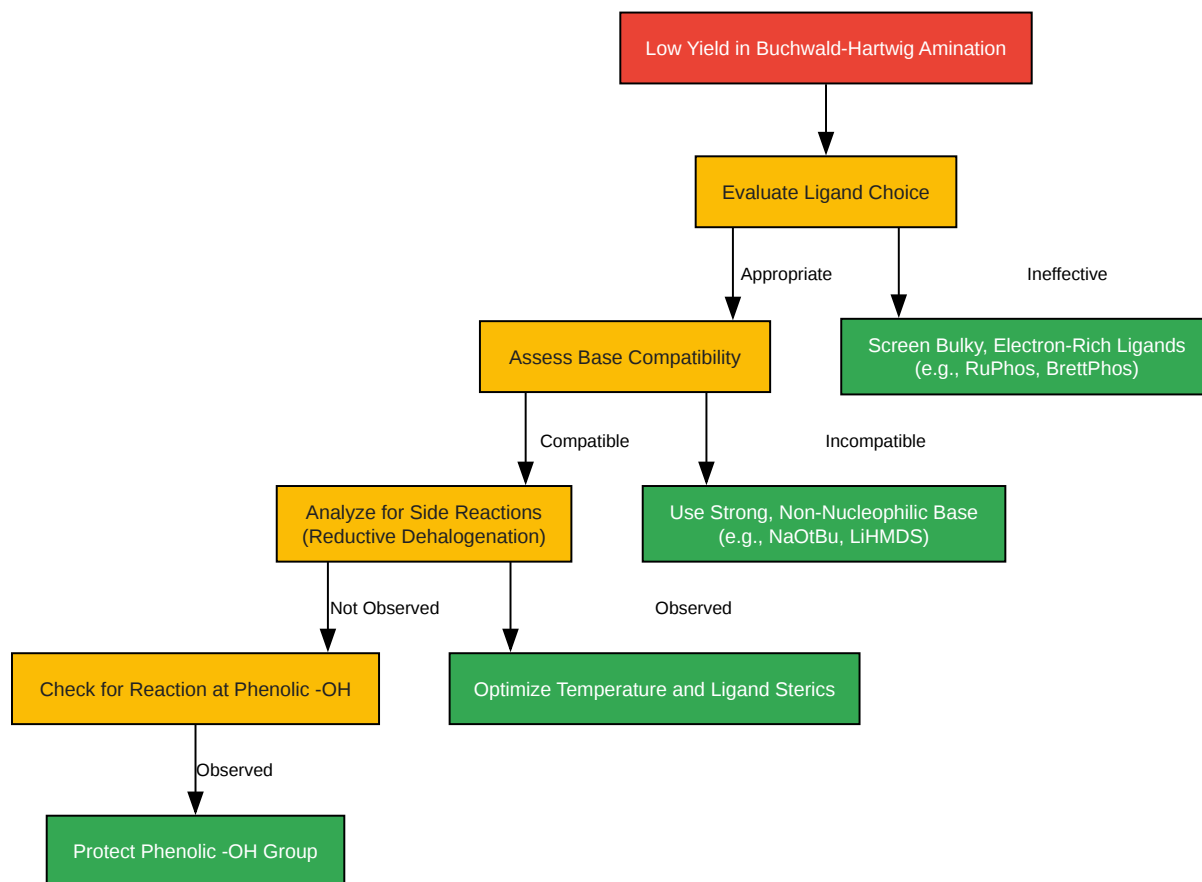 Low Yield in Buchwald-Hartwig Amination
Evaluate Ligand Choice
Appropriate
Ineffective
Assess Base Compatibility
Screen Bulky, Electron-Rich Ligands
(e.g., RuPhos, BrettPhos)
Compatible
Incompatible
Analyze for Side Reactions
(Reductive Dehalogenation)
Use Strong, Non-Nucleophilic Base
(e.g., NaOtBu, LiHMDS)
Not Observed
Observed
Check for Reaction at Phenolic -OH
Optimize Temperature and Ligand Sterics
Observed
Protect Phenolic -OH Group